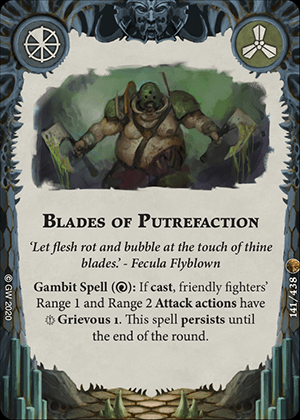 BLADES OF PUTREFACTION
'Let flesh rot and bubble at the touch of thine
blades.' - Fecula Flyblown
Gambit Spell (): If cast, friendly fighters'
Range 1 and Range 2 Attack actions have
Grievous 1. This spell persists until
the end of the round.
© GW 2020
141/438